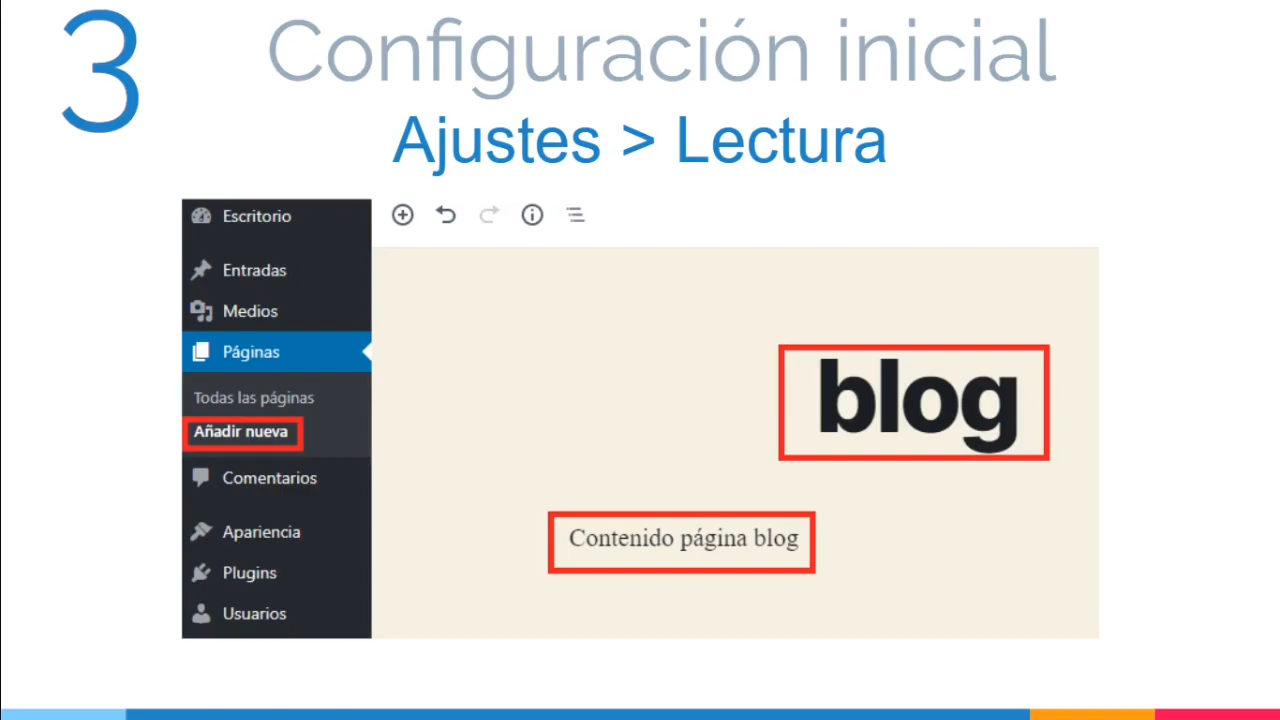 3
Configuración inicial
Ajustes > Lectura
Escritorio
Entradas
Medios
Páginas
Todas las páginas
Añadir nueva
Comentarios
Apariencia
Plugins
Usuarios
blog
Contenido página blog